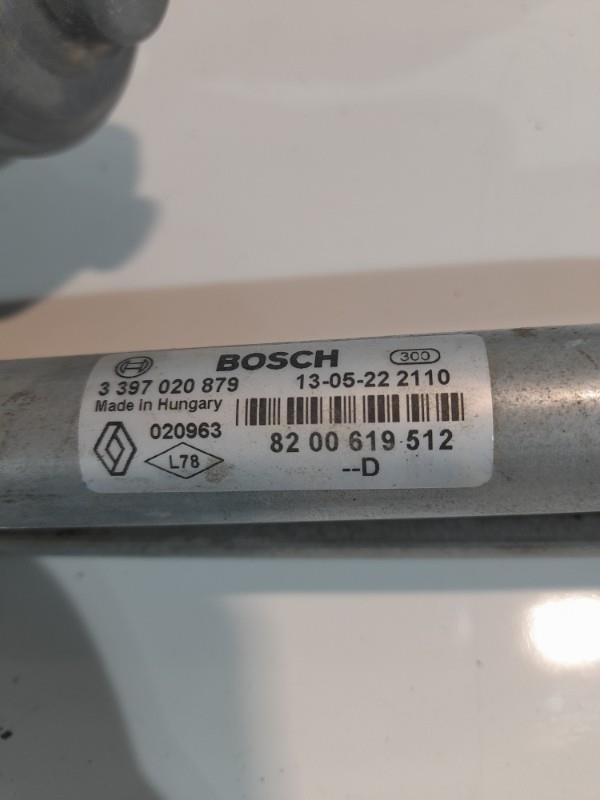 BOSCH 300
3 397 020 879 13-05-22 2110
Made in Hungary
020963 82 00 619 512
L78 --D